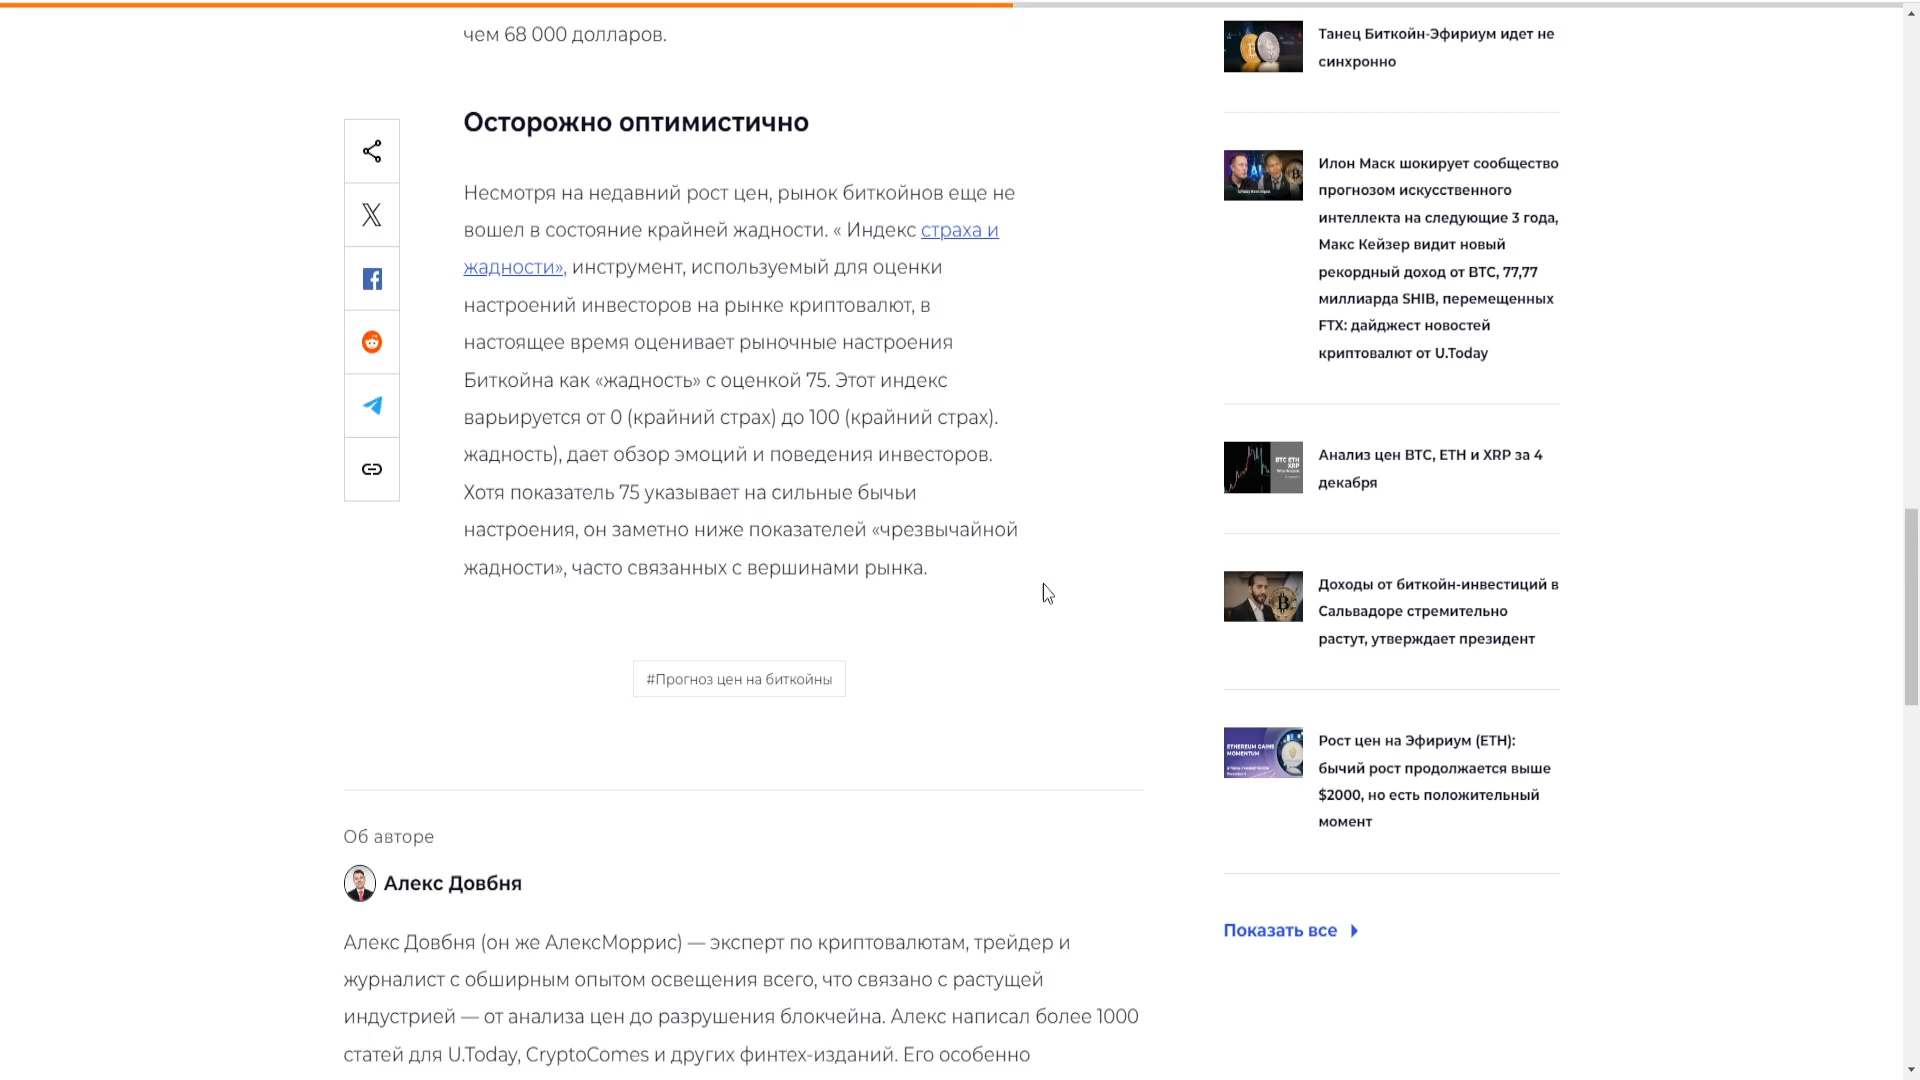 чем 68 000 долларов.
Осторожно оптимистично
Несмотря на недавний рост цен, рынок биткойнов еще не
вошел в состояние крайней жадности. « Индекс страха и
жадности», инструмент, используемый для оценки
настроений инвесторов на рынке криптовалют, в
настоящее время оценивает рыночные настроения
Биткойна как «жадность» с оценкой 75. Этот индекс
варьируется от 0 (крайний страх) до 100 (крайний страх).
жадность), дает обзор эмоций и поведения инвесторов.
Хотя показатель 75 указывает на сильные бычьи
настроения, он заметно ниже показателей «чрезвычайной
жадности», часто связанных с вершинами рынка.
#Прогноз цен на биткойны
Об авторе
Алекс Довбня
Алекс Довбня (он же АлексМоррис) — эксперт по криптовалютам, трейдер и
журналист с обширным опытом освещения всего, что связано с растущей
индустрией — от анализа цен до разрушения блокчейна. Алекс написал более 1000
статей для U.Today, CryptoComes и других финтех-изданий. Его особенно
Танец Биткойн-Эфириум идет не
синхронно
Илон Маск шокирует сообщество
прогнозом искусственного
интеллекта на следующие 3 года,
Макс Кейзер видит новый
рекордный доход от BTC, 77,77
миллиарда SHIB, перемещенных
FTX: дайджест новостей
криптовалют от U.Today
BTC ETH
XRP
Анализ цен BTC, ETH и XRP за 4
декабря
Доходы от биткойн-инвестиций в
Сальвадоре стремительно
растут, утверждает президент
ETHEREUM GAINS
MOMENTUM
Рост цен на Эфириум (ETH):
бычий рост продолжается выше
$2000, но есть положительный
момент
Показать все